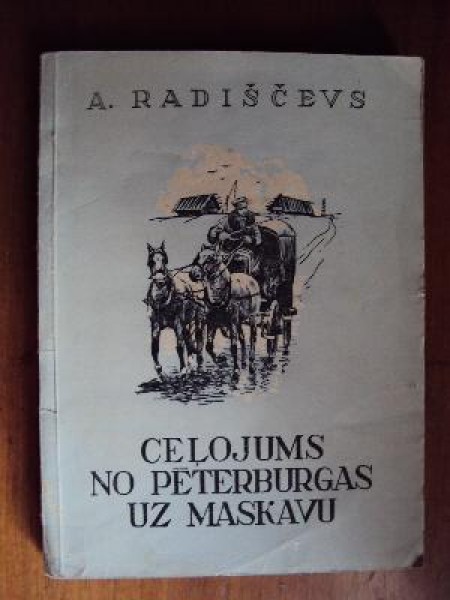 A. RADIŠČEVS
CEĻOJUMS
NO PĒTERBURGAS
UZ MASKAVU